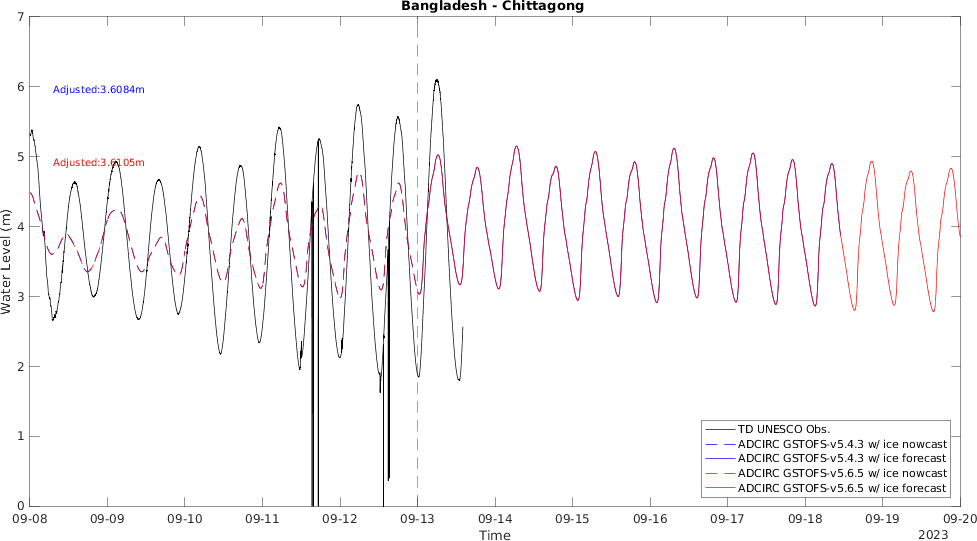 Bangladesh - Chittagong
7
6
5
4
3
2
1
0
Water Level (m)
Adjusted:3.6084m
Adjusted:3.6105m
TD UNESCO Obs.
ADCIRC GSTOFS-v5.4.3 w/ ice nowcast
ADCIRC GSTOFS-v5.4.3 w/ ice forecast
ADCIRC GSTOFS-v5.6.5 w/ ice nowcast
ADCIRC GSTOFS-v5.6.5 w/ ice forecast
09-08 09-09 09-10 09-11 09-12 09-13 09-14 09-15 09-16 09-17 09-18 09-19 09-20
Time
2023